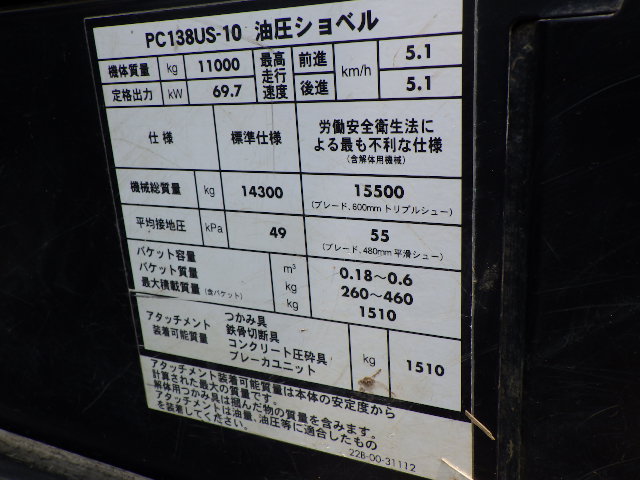 PC138US-10 油圧ショベル
機体質量 kg 11000 最高走行速度 前進 km/h 5.1
定格出力 kW 69.7 後進 5.1
仕様 標準仕様 労働安全衛生法による最も不利な仕様
(含解体用機械)
機械総質量 kg 14300 15500
(ブレード、600mmトリプルシュー)
平均接地圧 kPa 49 55
(ブレード、480mm平滑シュー)
バケット容量 m³ 0.18～0.6
バケット質量 kg 260～460
最大積載質量(含バケット) kg 1510
アタッチメント装着可能質量 つかみ具 kg 1510
鉄骨切断具
コンクリート圧砕具
ブレーカユニット
アタッチメント装着可能質量は本体の安定度から
計算された最大の質量です。
解体用つかみ具は掴んだ物の質量を含みます。
アタッチメントは油量、油圧等に適合したもの
を装着してください。
22B-00-31112